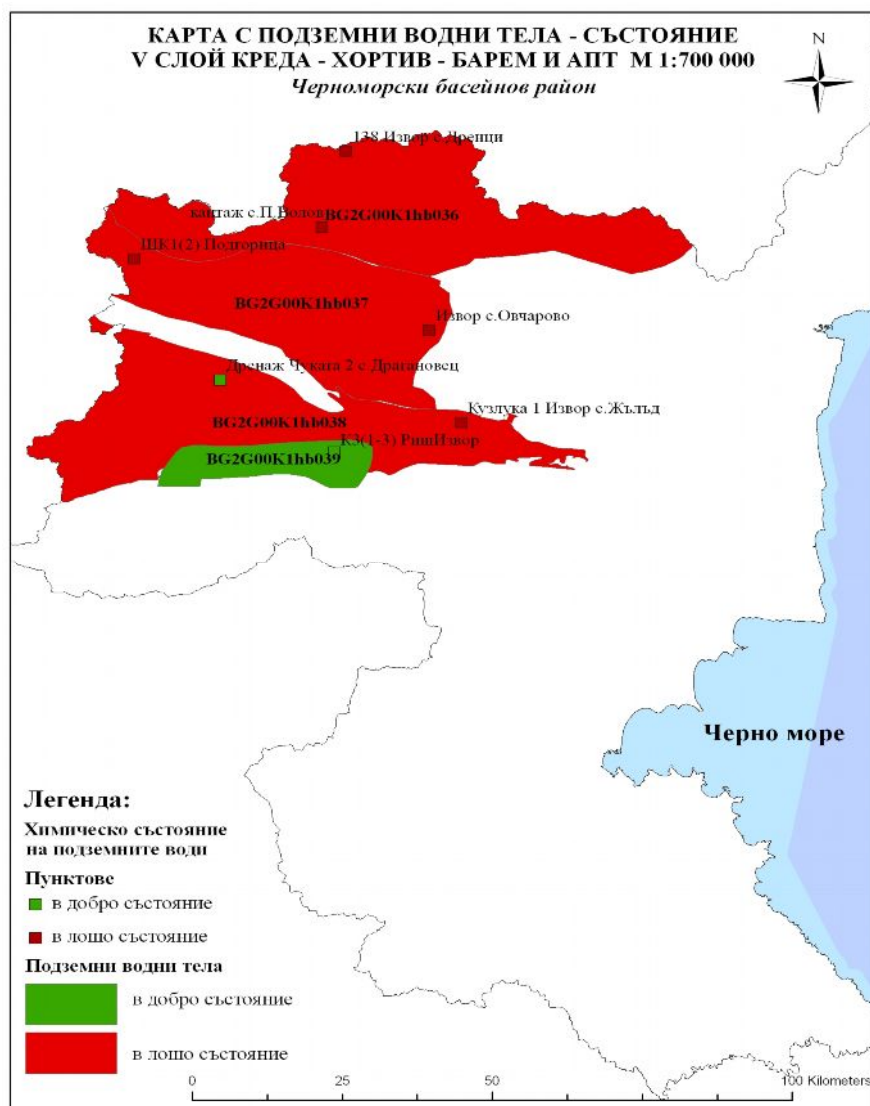 КАРТА С ПОДЗЕМНИ ВОДНИ ТЕЛА - СЪСТОЯНИЕ
V СЛОЙ КРЕДА - ХОРТИВ - БАРЕМ И АПТ М 1:700 000
Черноморски басейнов район
N
138 Извор с.Дренци
каптаж с.П.Волов
BG2G00K1hb036
ШК1(2) Подгорица
BG2G00K1hb037
Извор с.Овчарово
Дренаж Чуката 2 с.Драгановец
Кузлука 1 Извор с.Жълъд
BG2G00K1hb038
К3(1-3) РишИзвор
BG2G00K1hb039
Черно море
Легенда:
Химическо състояние
на подземните води
Пунктове
в добро състояние
в лошо състояние
Подземни водни тела
в добро състояние
в лошо състояние
0 25 50 100 Kilometers